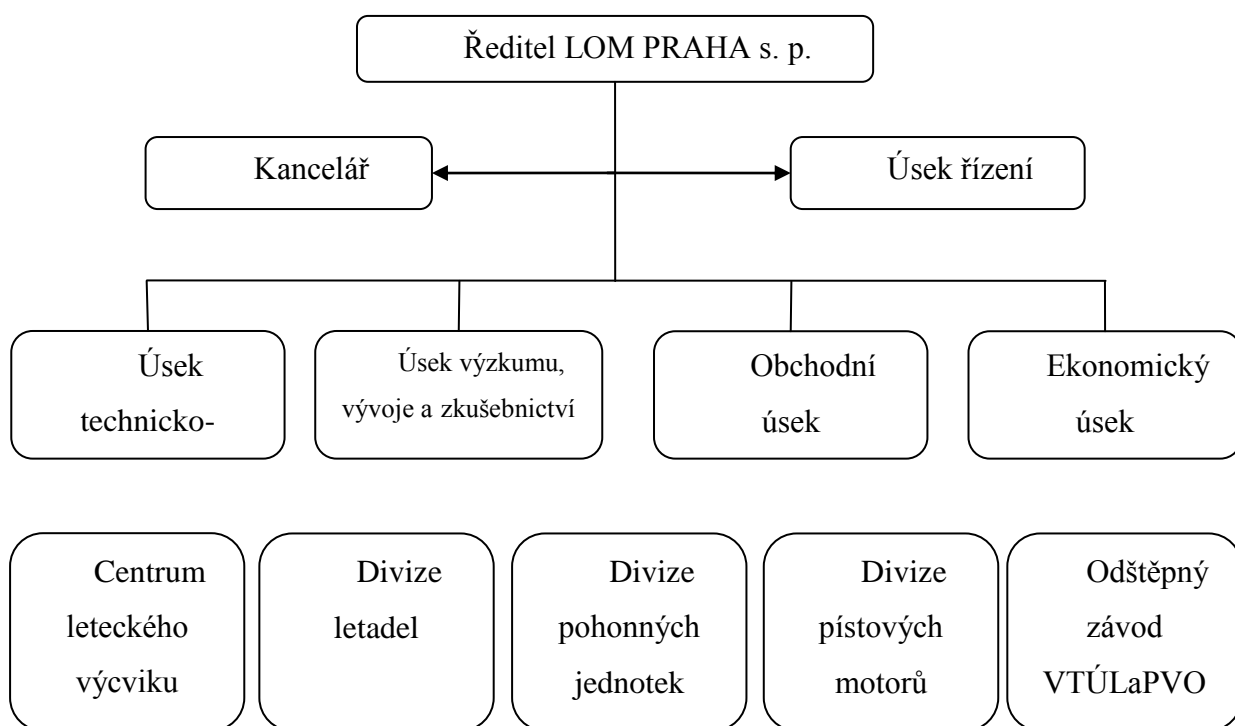 Ředitel LOM PRAHA s. p.
Kancelář
Úsek řízení
Úsek
technicko-
Úsek výzkumu,
vývoje a zkušebnictví
Obchodní
úsek
Ekonomický
úsek
Centrum
leteckého
výcviku
Divize
letadel
Divize
pohonných
jednotek
Divize
pístových
motorů
Odštěpný
závod
VTÚLaPVO